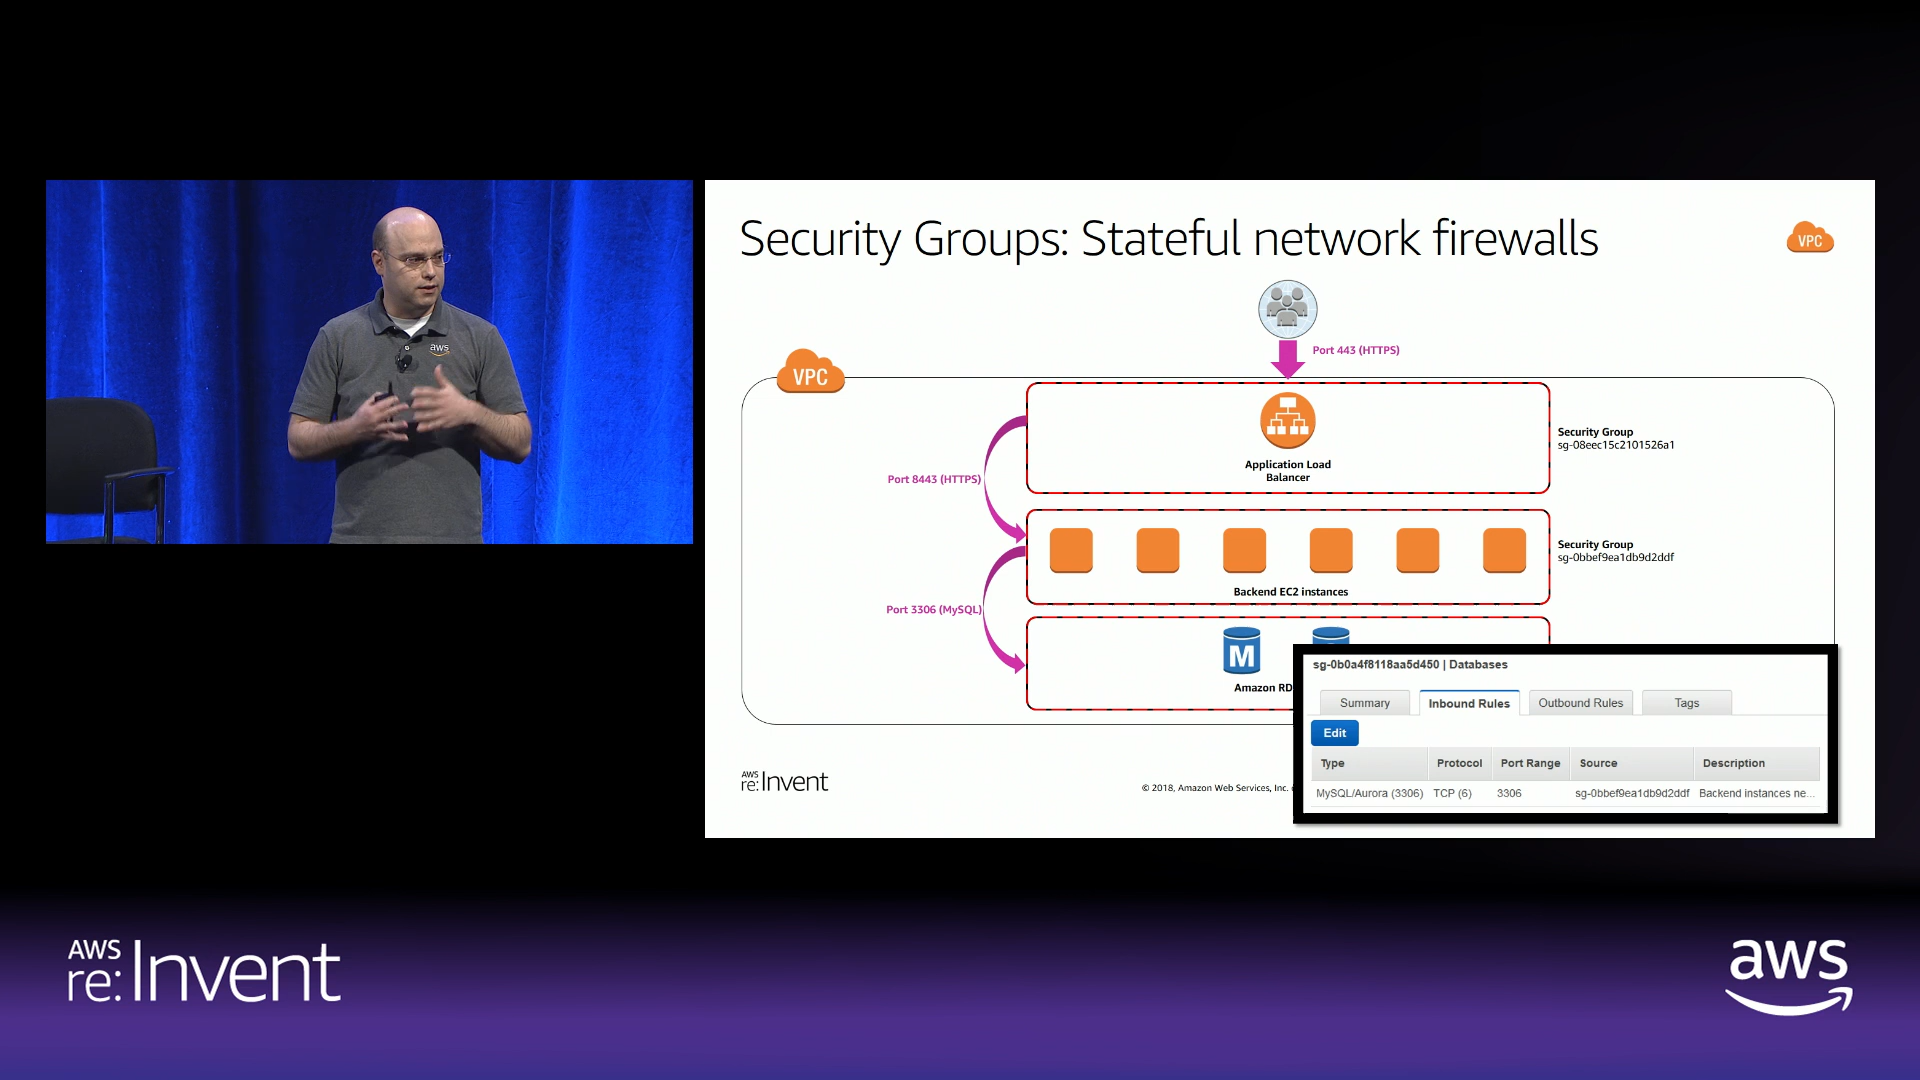 aws
Security Groups: Stateful network firewalls
VPC
Port 443 (HTTPS)
VPC
Application Load
Balancer
Security Group
sg-08eec15c2101526a1
Port 8443 (HTTPS)
Security Group
sg-0bbef9ea1db9d2ddf
Backend EC2 instances
Port 3306 (MySQL)
M
Amazon RD
sg-0b0a4f8118aa5d450 | Databases
Summary Inbound Rules Outbound Rules Tags
Edit
Type Protocol Port Range Source Description
MySQL/Aurora (3306) TCP (6) 3306 sg-0bbef9ea1db9d2ddf Backend instances ne...
AWS
re:Invent
© 2018, Amazon Web Services, Inc.
AWS
re:Invent
aws